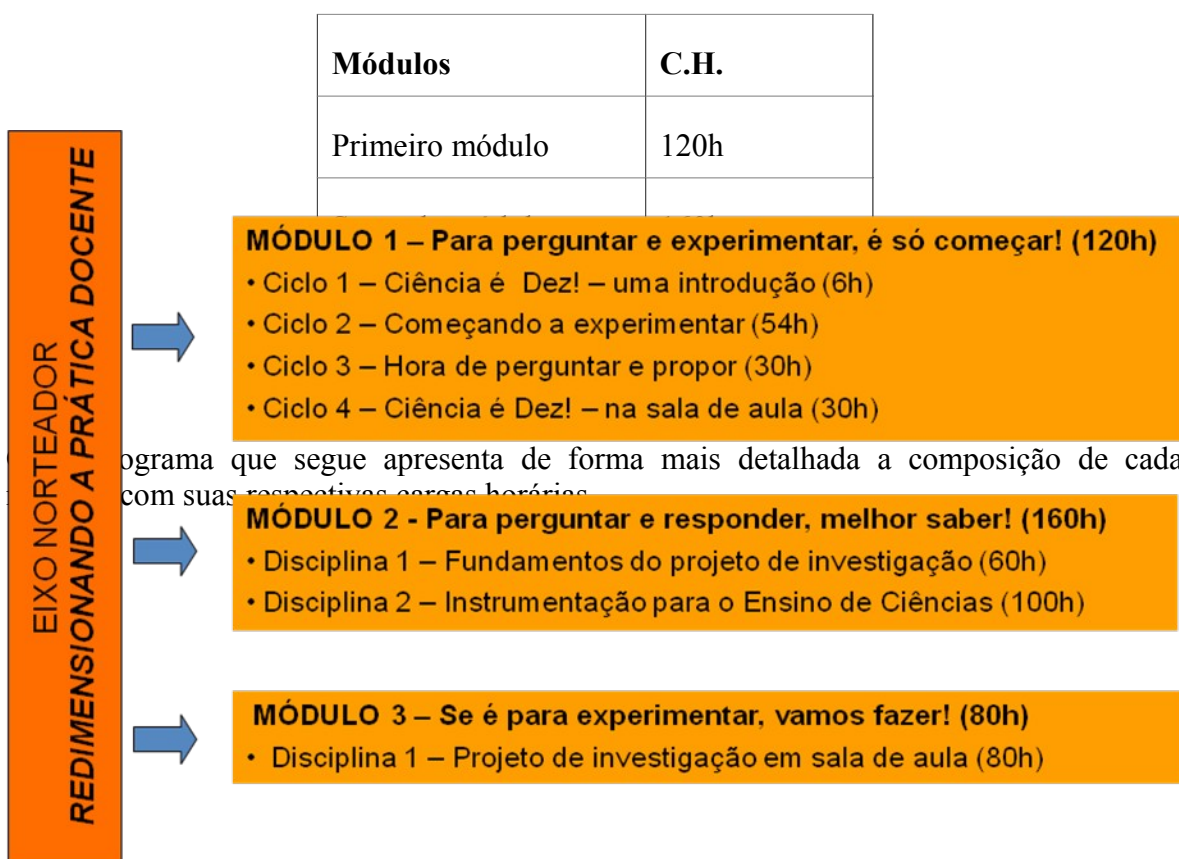 Módulos C.H.
Primeiro módulo 120h
EIXO NORTEADOR
REDIMENSIONANDO A PRÁTICA DOCENTE
MÓDULO 1 – Para perguntar e experimentar, é só começar! (120h)
• Ciclo 1 – Ciência é Dez! – uma introdução (6h)
• Ciclo 2 – Começando a experimentar (54h)
• Ciclo 3 – Hora de perguntar e propor (30h)
• Ciclo 4 – Ciência é Dez! – na sala de aula (30h)
ograma que segue apresenta de forma mais detalhada a composição de cada
com suas respectivas cargas horárias
MÓDULO 2 - Para perguntar e responder, melhor saber! (160h)
• Disciplina 1 – Fundamentos do projeto de investigação (60h)
• Disciplina 2 – Instrumentação para o Ensino de Ciências (100h)
MÓDULO 3 – Se é para experimentar, vamos fazer! (80h)
• Disciplina 1 – Projeto de investigação em sala de aula (80h)